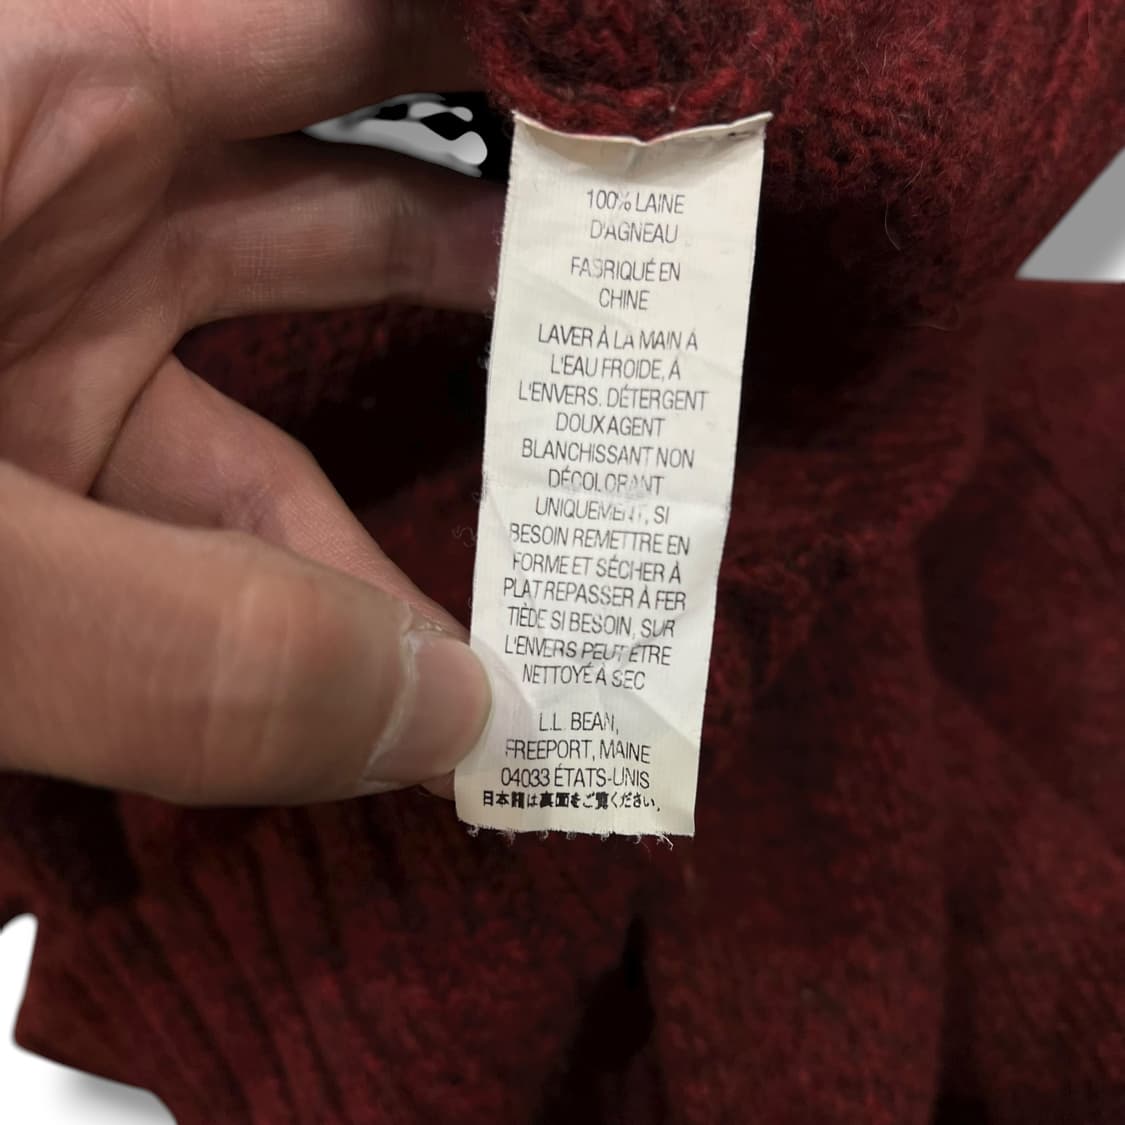 100% LAINE
D'AGNEAU
FABRIQUÉ EN
CHINE
LAVER À LA MAIN À
L'EAU FROIDE, À
L'ENVERS. DÉTERGENT
DOUX AGENT
BLANCHISSANT NON
DÉCOLORANT
UNIQUEMENT, SI
BESOIN REMETTRE EN
FORME ET SÉCHER À
PLAT REPASSER À FER
TIÈDE SI BESOIN, SUR
L'ENVERS PEUT ÊTRE
NETTOYÉ À SEC
L.L. BEAN,
FREEPORT, MAINE
04033 ÉTATS-UNIS
日本語は裏面をご覧ください。